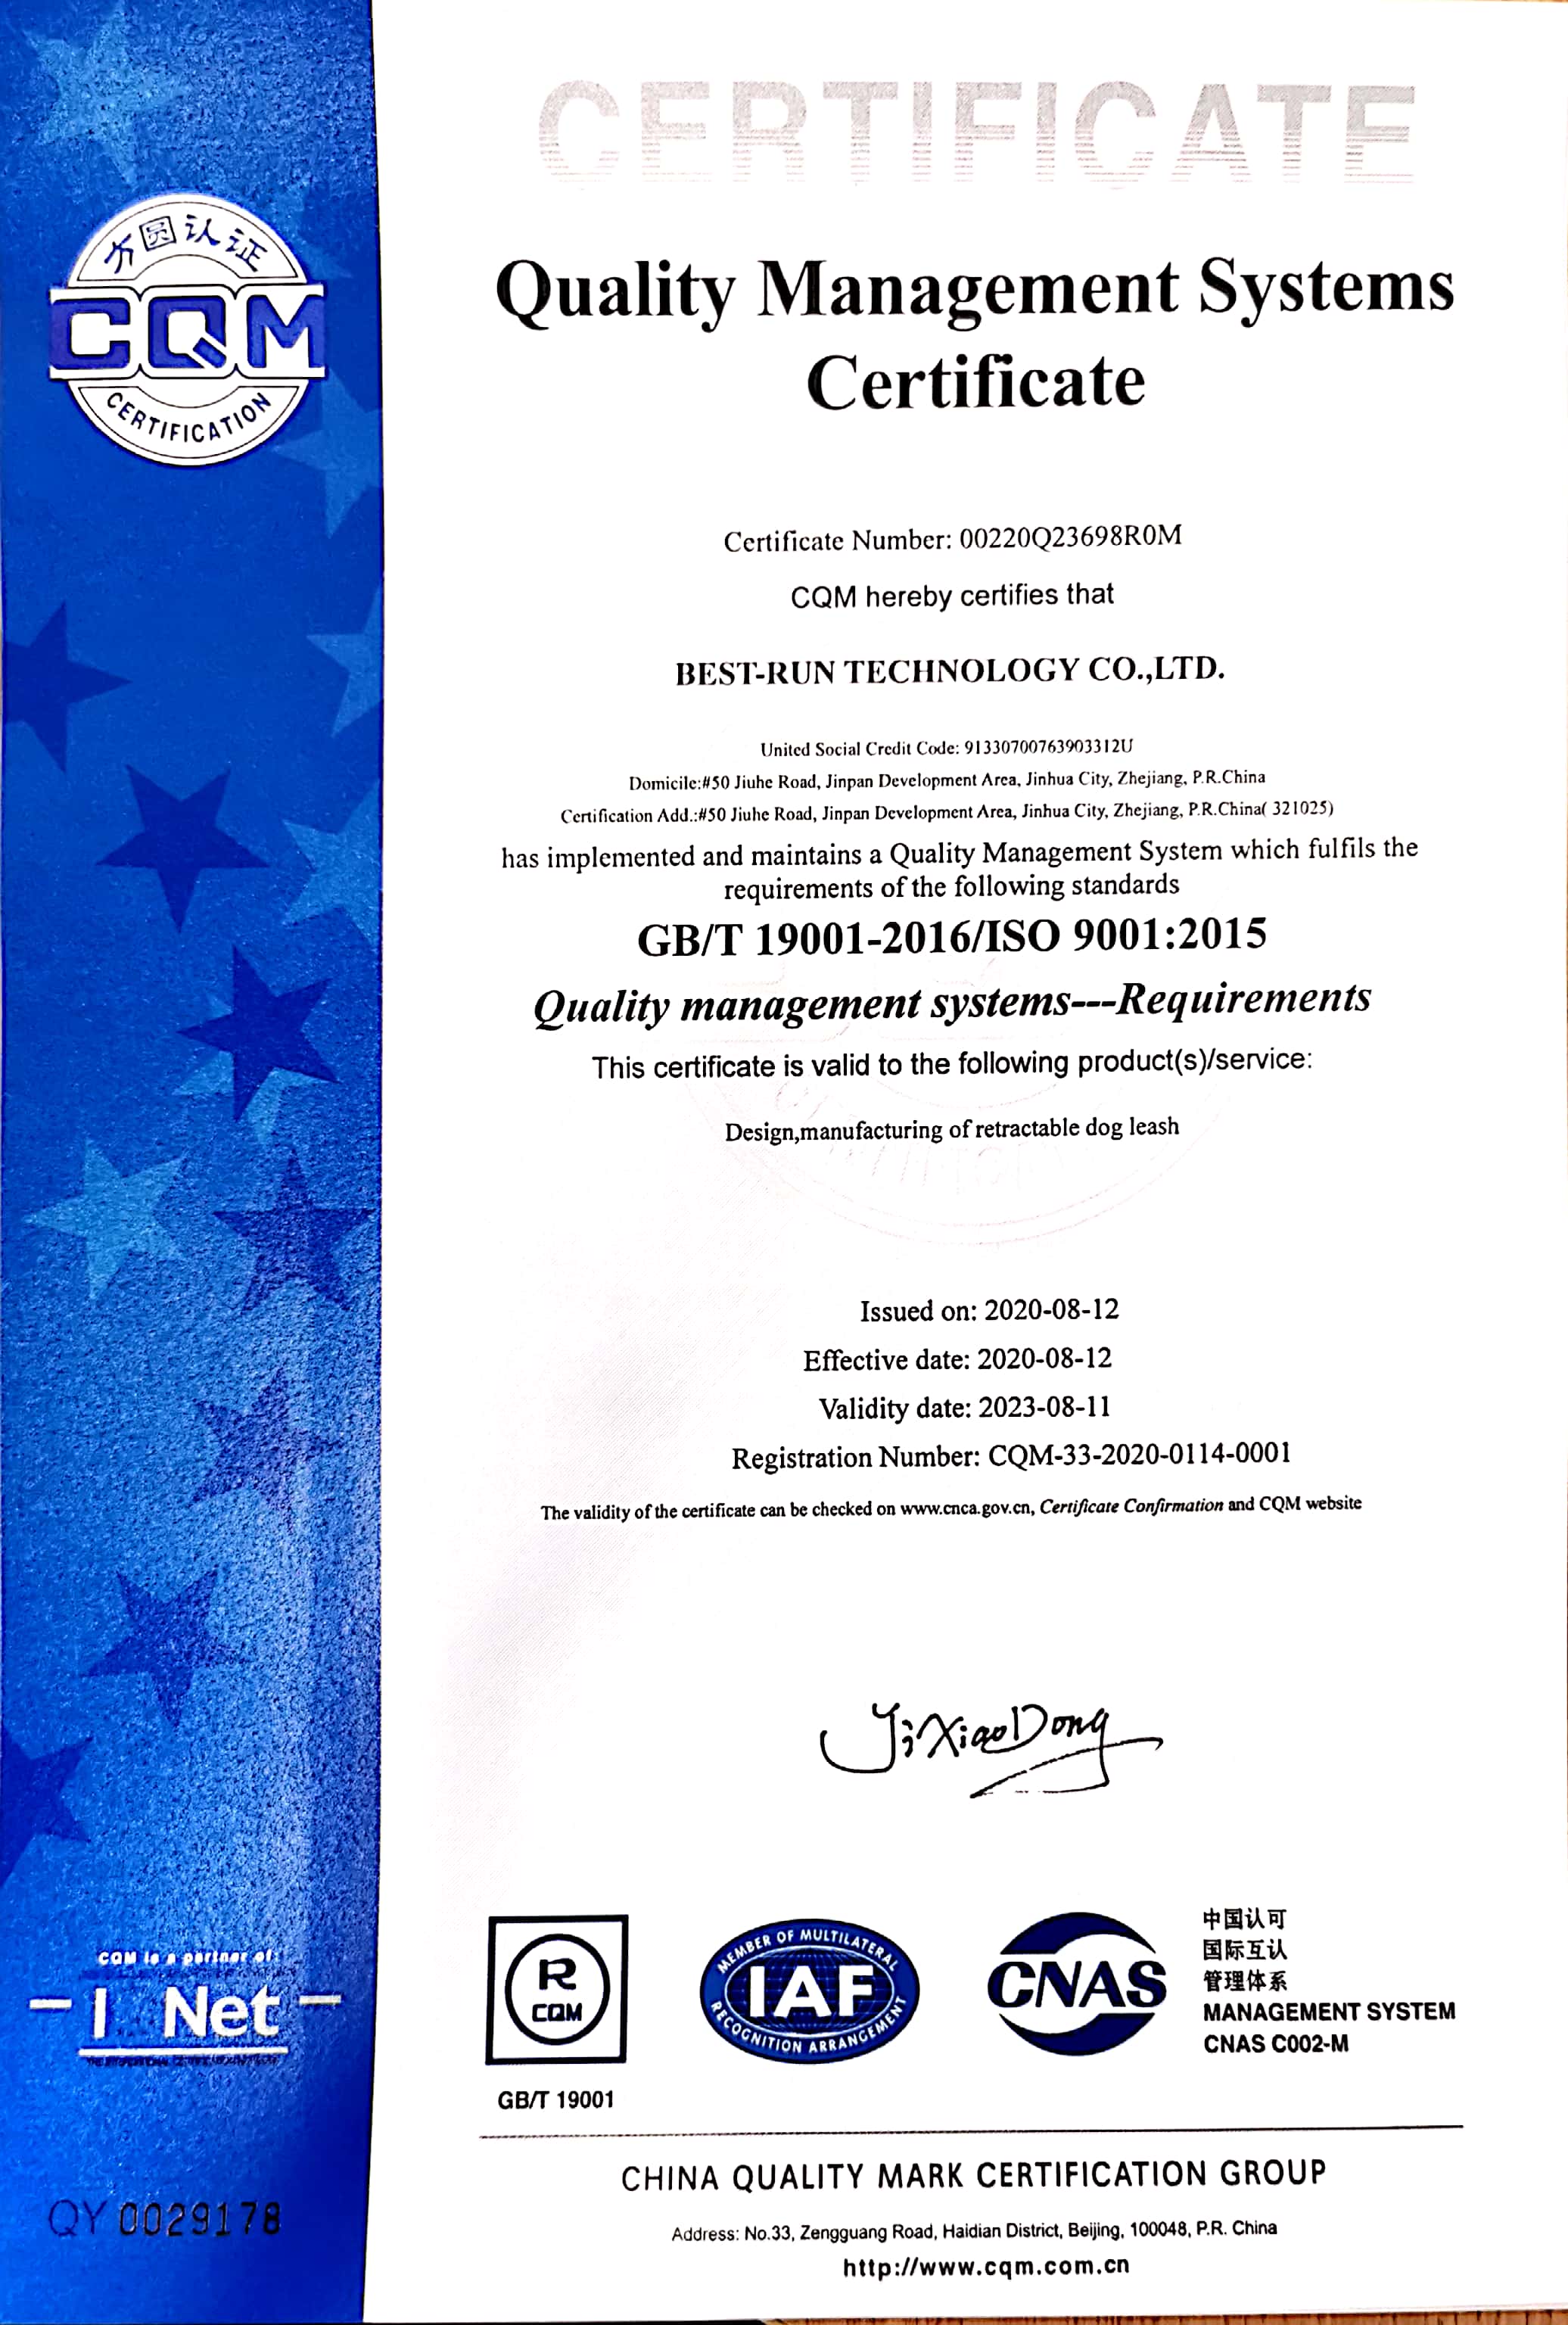 CERTIFICATE
方圆认证
CQM
CERTIFICATION
Quality Management Systems
Certificate
Certificate Number: 00220Q23698R0M
CQM hereby certifies that
BEST-RUN TECHNOLOGY CO.,LTD.
United Social Credit Code: 91330700763903312U
Domicile:#50 Jiuhe Road, Jinpan Development Area, Jinhua City, Zhejiang, P.R.China
Certification Add.:#50 Jiuhe Road, Jinpan Development Area, Jinhua City, Zhejiang, P.R.China( 321025)
has implemented and maintains a Quality Management System which fulfils the
requirements of the following standards
GB/T 19001-2016/ISO 9001:2015
Quality management systems---Requirements
This certificate is valid to the following product(s)/service:
Design,manufacturing of retractable dog leash
Issued on: 2020-08-12
Effective date: 2020-08-12
Validity date: 2023-08-11
Registration Number: CQM-33-2020-0114-0001
The validity of the certificate can be checked on www.cnca.gov.cn, Certificate Confirmation and CQM website
Ji XiaoDong
CQM is a partner of
I Net
R
CQM
GB/T 19001
MEMBER OF MULTILATERAL
IAF
RECOGNITION ARRANGEMENT
CNAS
中国认可
国际互认
管理体系
MANAGEMENT SYSTEM
CNAS C002-M
QY 0029178
CHINA QUALITY MARK CERTIFICATION GROUP
Address: No.33, Zengguang Road, Haidian District, Beijing, 100048, P.R. China
http://www.cqm.com.cn